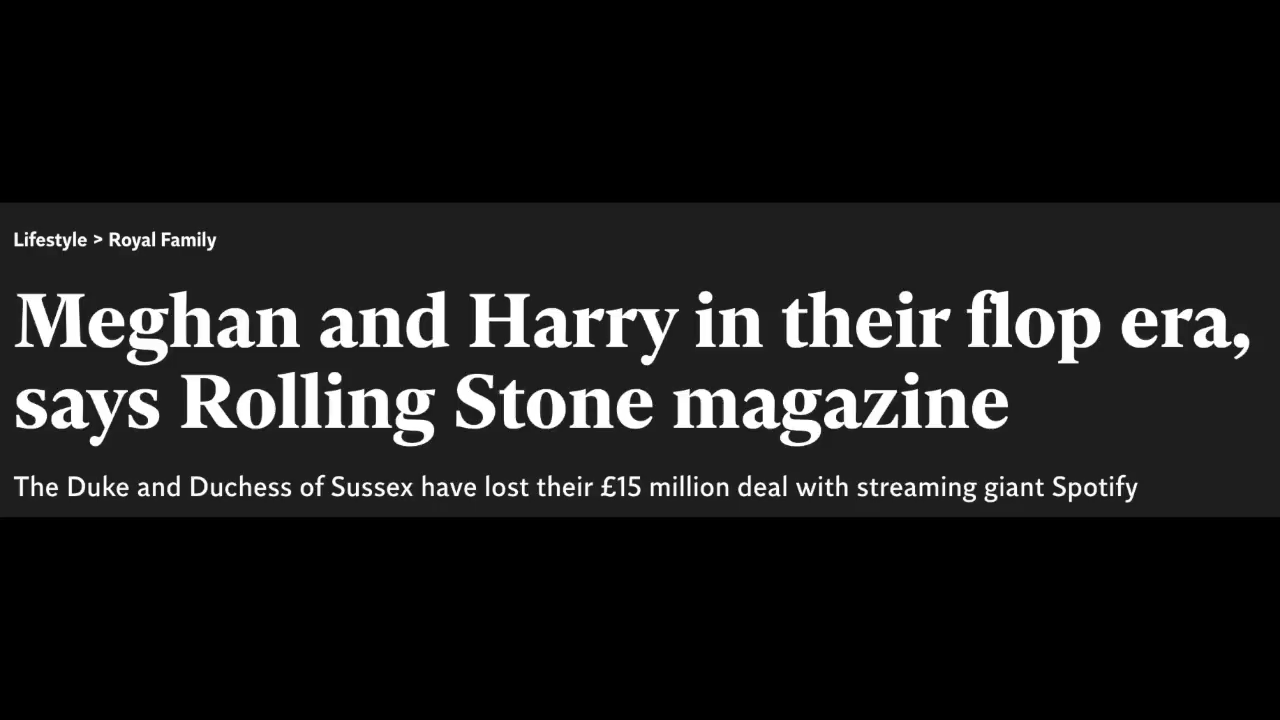 Lifestyle > Royal Family
Meghan and Harry in their flop era,
says Rolling Stone magazine
The Duke and Duchess of Sussex have lost their £15 million deal with streaming giant Spotify